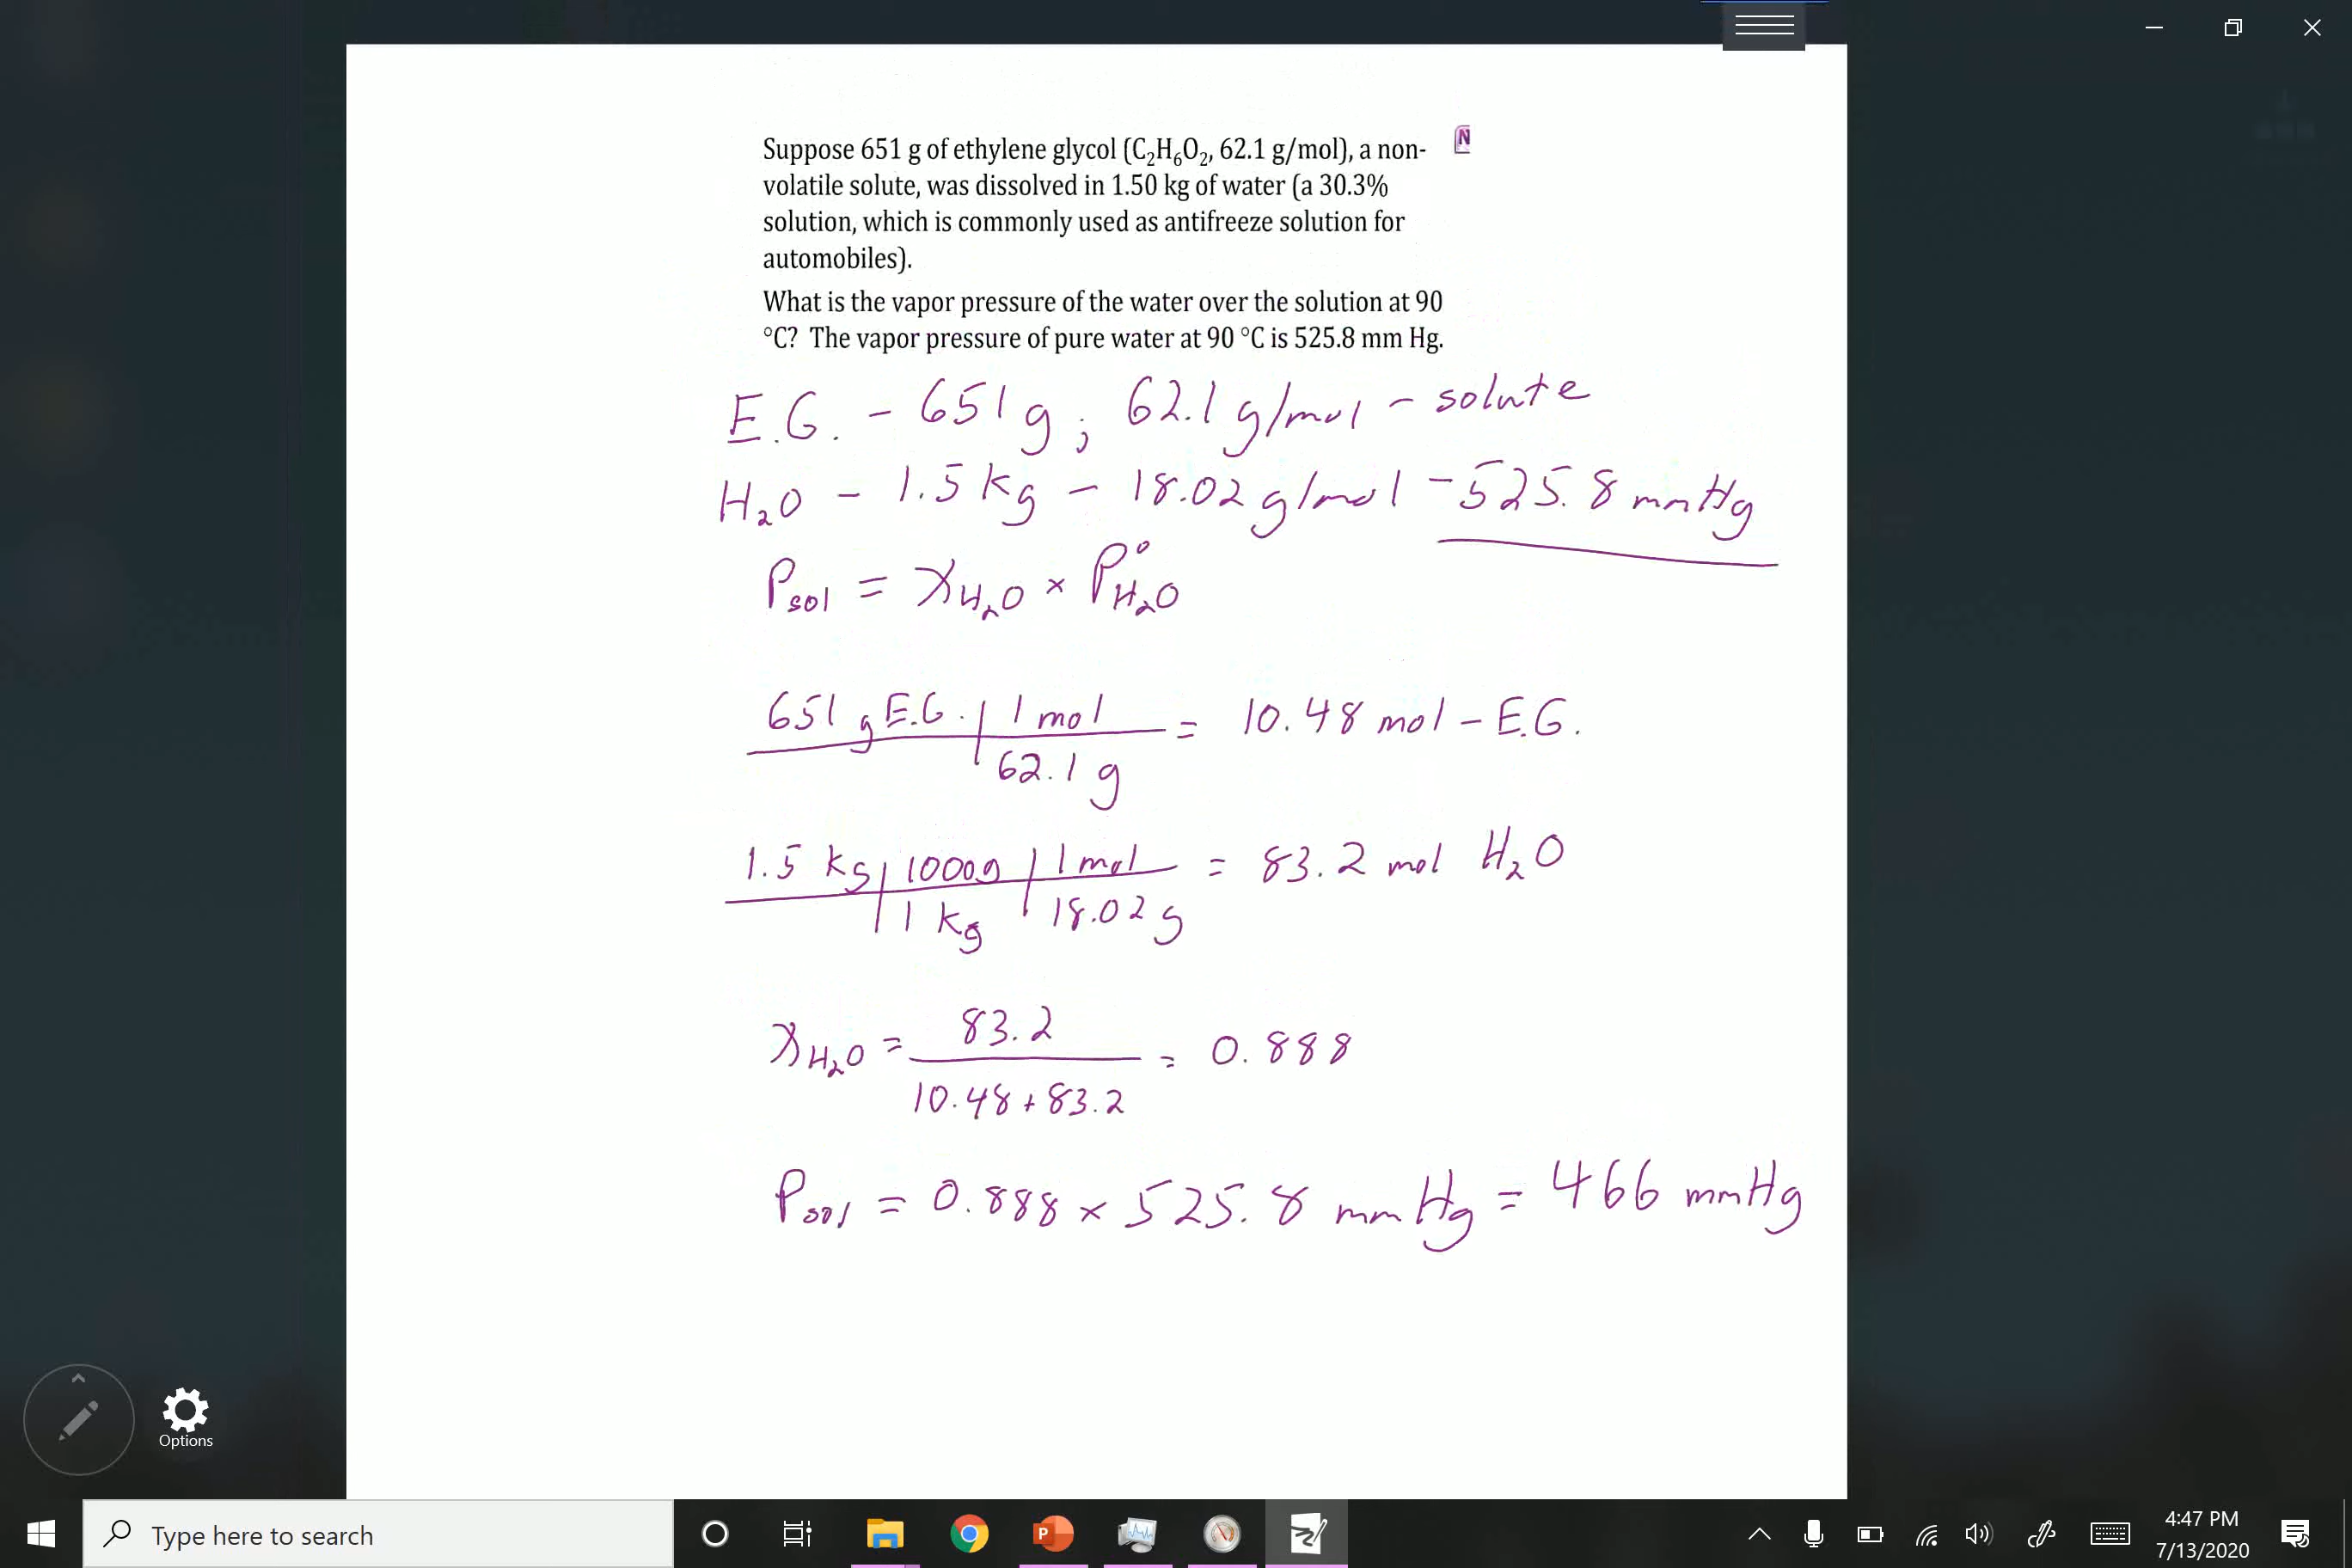 Suppose 651 g of ethylene glycol (C₂H₆O₂, 62.1 g/mol), a non-
volatile solute, was dissolved in 1.50 kg of water (a 30.3%
solution, which is commonly used as antifreeze solution for
automobiles).
What is the vapor pressure of the water over the solution at 90
°C? The vapor pressure of pure water at 90 °C is 525.8 mm Hg.
N
E.G. - 651 g ; 62.1 g/mol - solute
H₂O - 1.5 kg - 18.02 g/mol - 525.8 mmHg
P sol = X H₂O × P° H₂O
651 g E.G. | 1 mol = 10.48 mol - E.G.
62.1 g
1.5 kg | 1000g | 1 mol = 83.2 mol H₂O
1 kg | 18.02 g
X H₂O = 83.2 = 0.888
10.48 + 83.2
P sol = 0.888 × 525.8 mmHg = 466 mmHg
Options
Type here to search
P
4:47 PM
7/13/2020